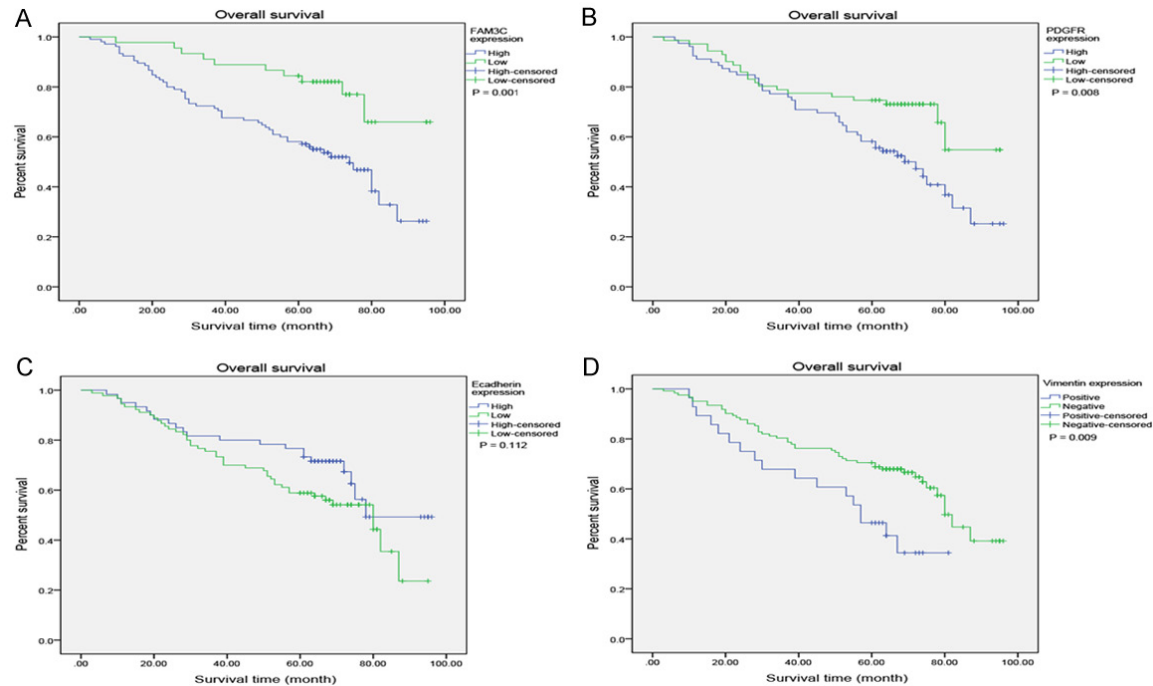 A
Overall survival
FAM3C
expression
High
Low
High-censored
Low-censored
P = 0.001
Percent survival
1.0
0.8
0.6
0.4
0.2
0.0
.00 20.00 40.00 60.00 80.00 100.00
Survival time (month)
B
Overall survival
PDGFR
expression
High
Low
High-censored
Low-censored
P = 0.008
Percent survival
1.0
0.8
0.6
0.4
0.2
0.0
.00 20.00 40.00 60.00 80.00 100.00
Survival time (month)
C
Overall survival
Ecadherin
expression
High
Low
High-censored
Low-censored
P = 0.112
Percent survival
1.0
0.8
0.6
0.4
0.2
0.0
.00 20.00 40.00 60.00 80.00 100.00
Survival time (month)
D
Overall survival
Vimentin expression
Positive
Negative
Positive-censored
Negative-censored
P = 0.009
Percent survival
1.0
0.8
0.6
0.4
0.2
0.0
.00 20.00 40.00 60.00 80.00 100.00
Survival time (month)